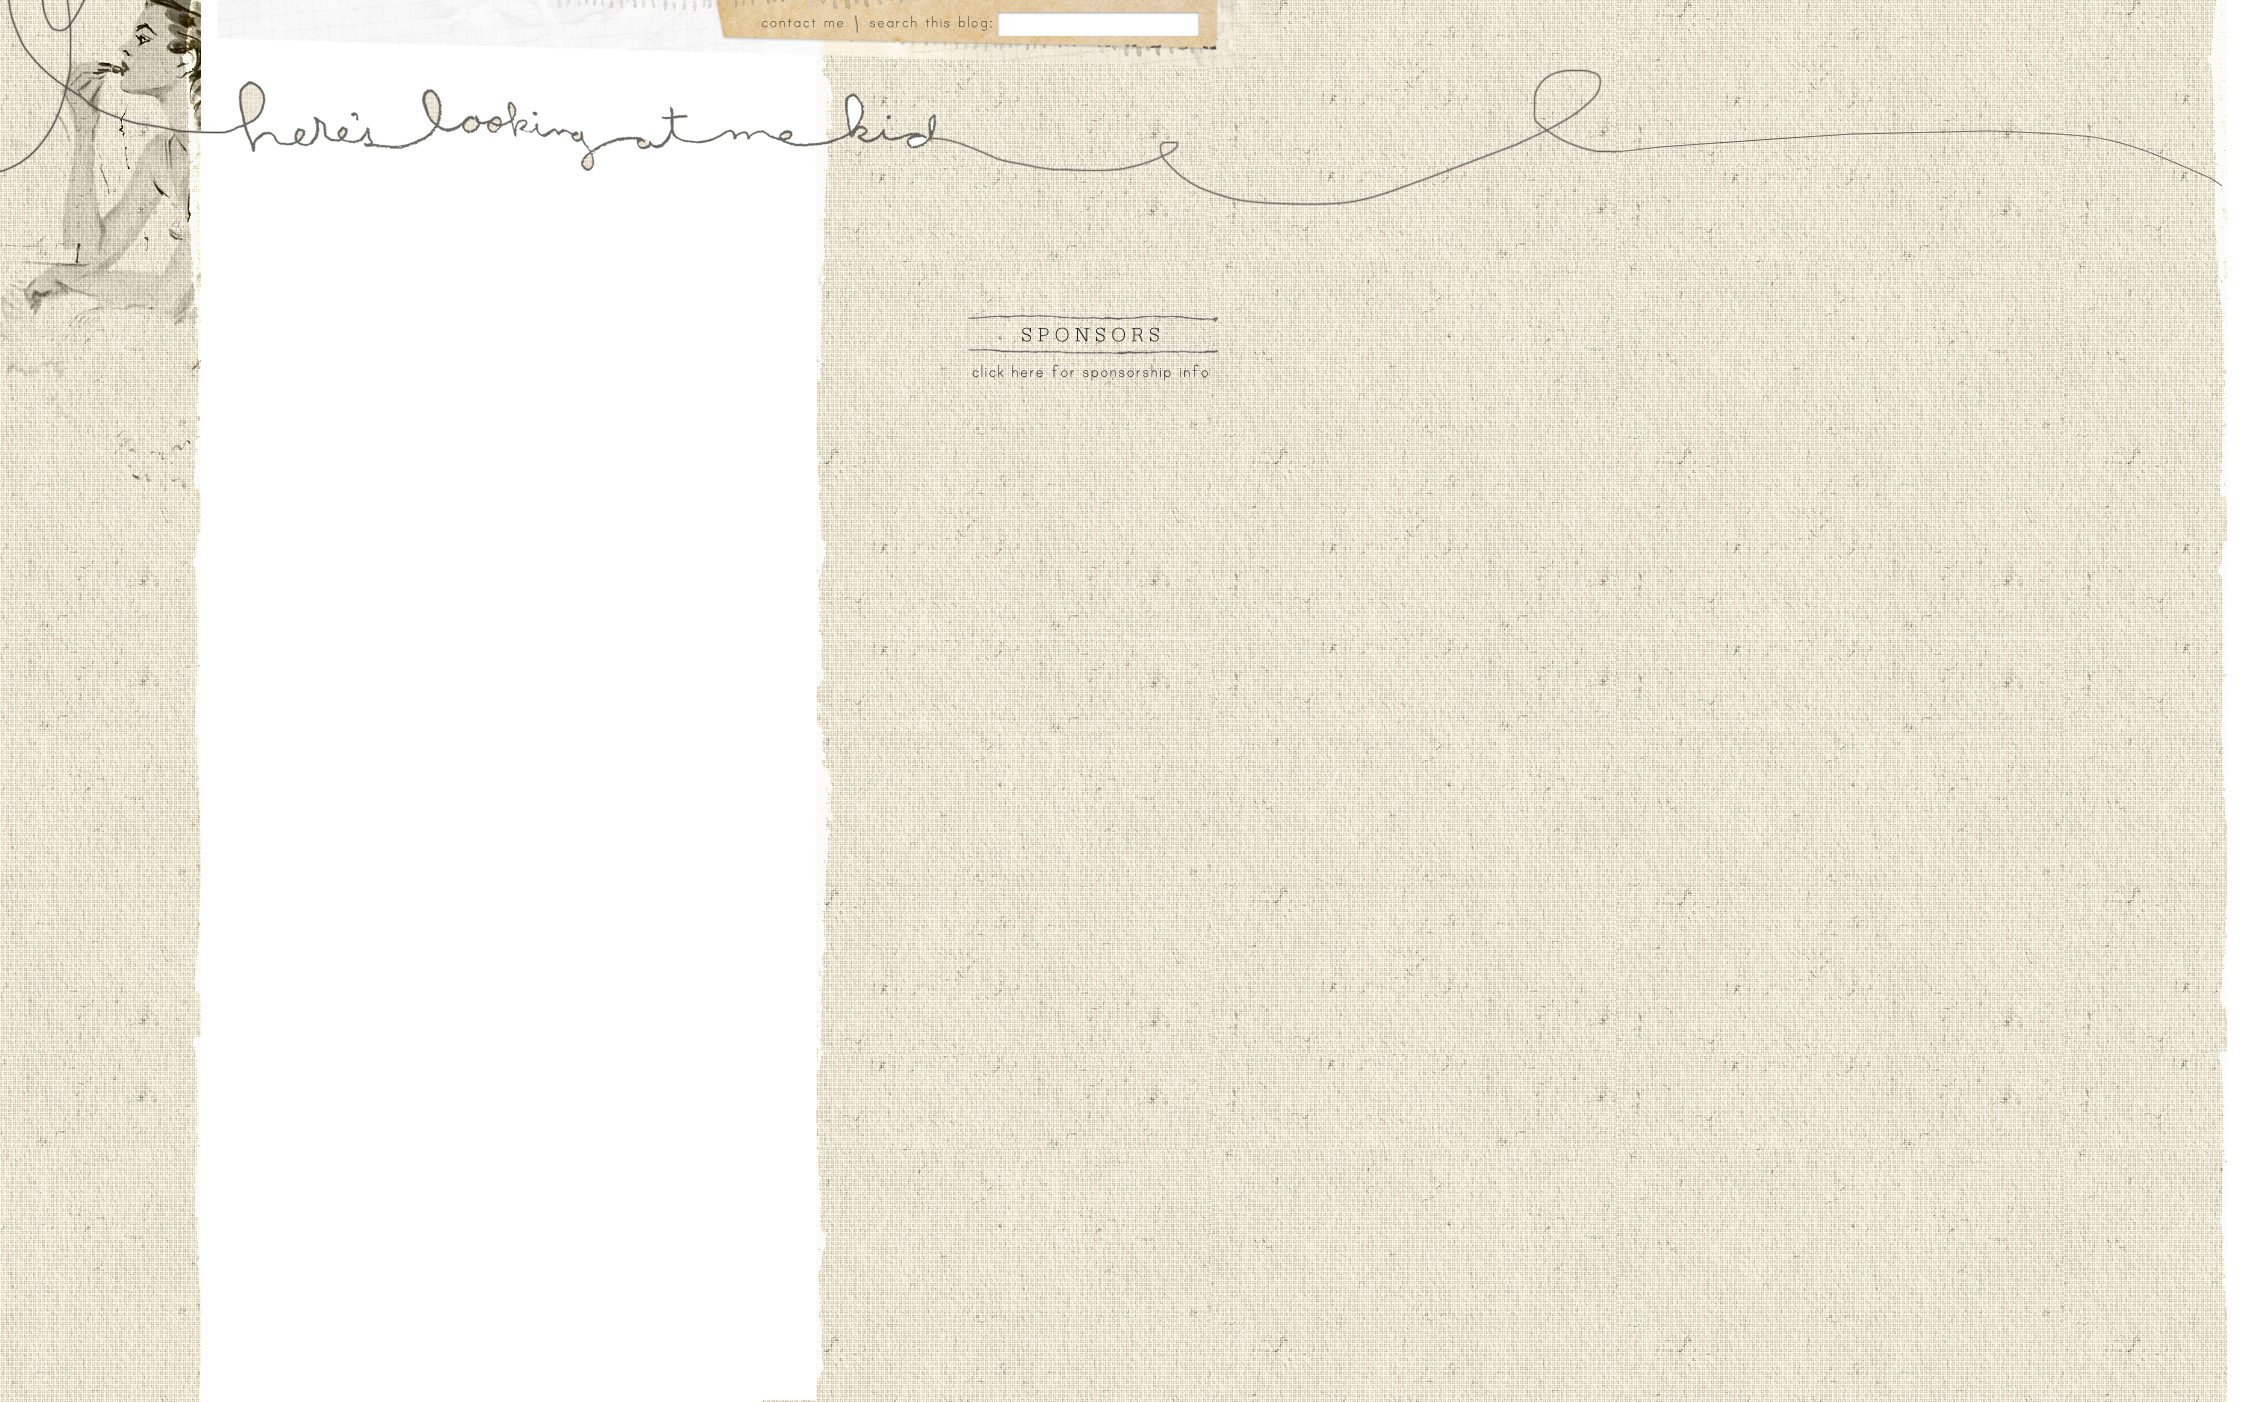 contact me | search this blog:
here's looking at me kid
SPONSORS
click here for sponsorship info